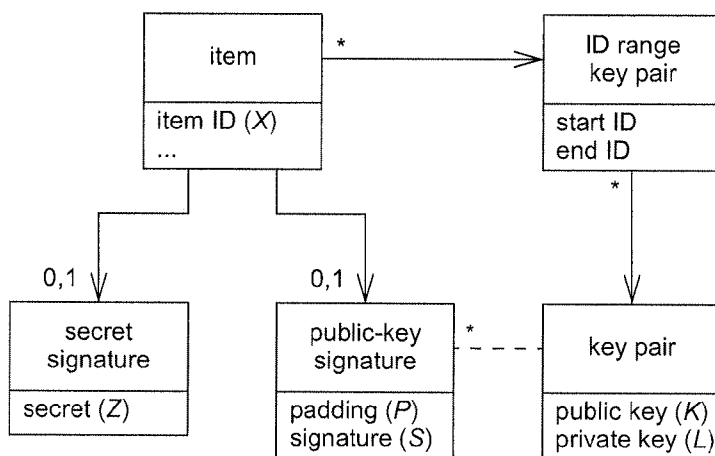 item
item ID (X)
...
*
ID range
key pair
start ID
end ID
*
0,1
secret
signature
secret (Z)
0,1
public-key
signature
padding (P)
signature (S)
*
key pair
public key (K)
private key (L)